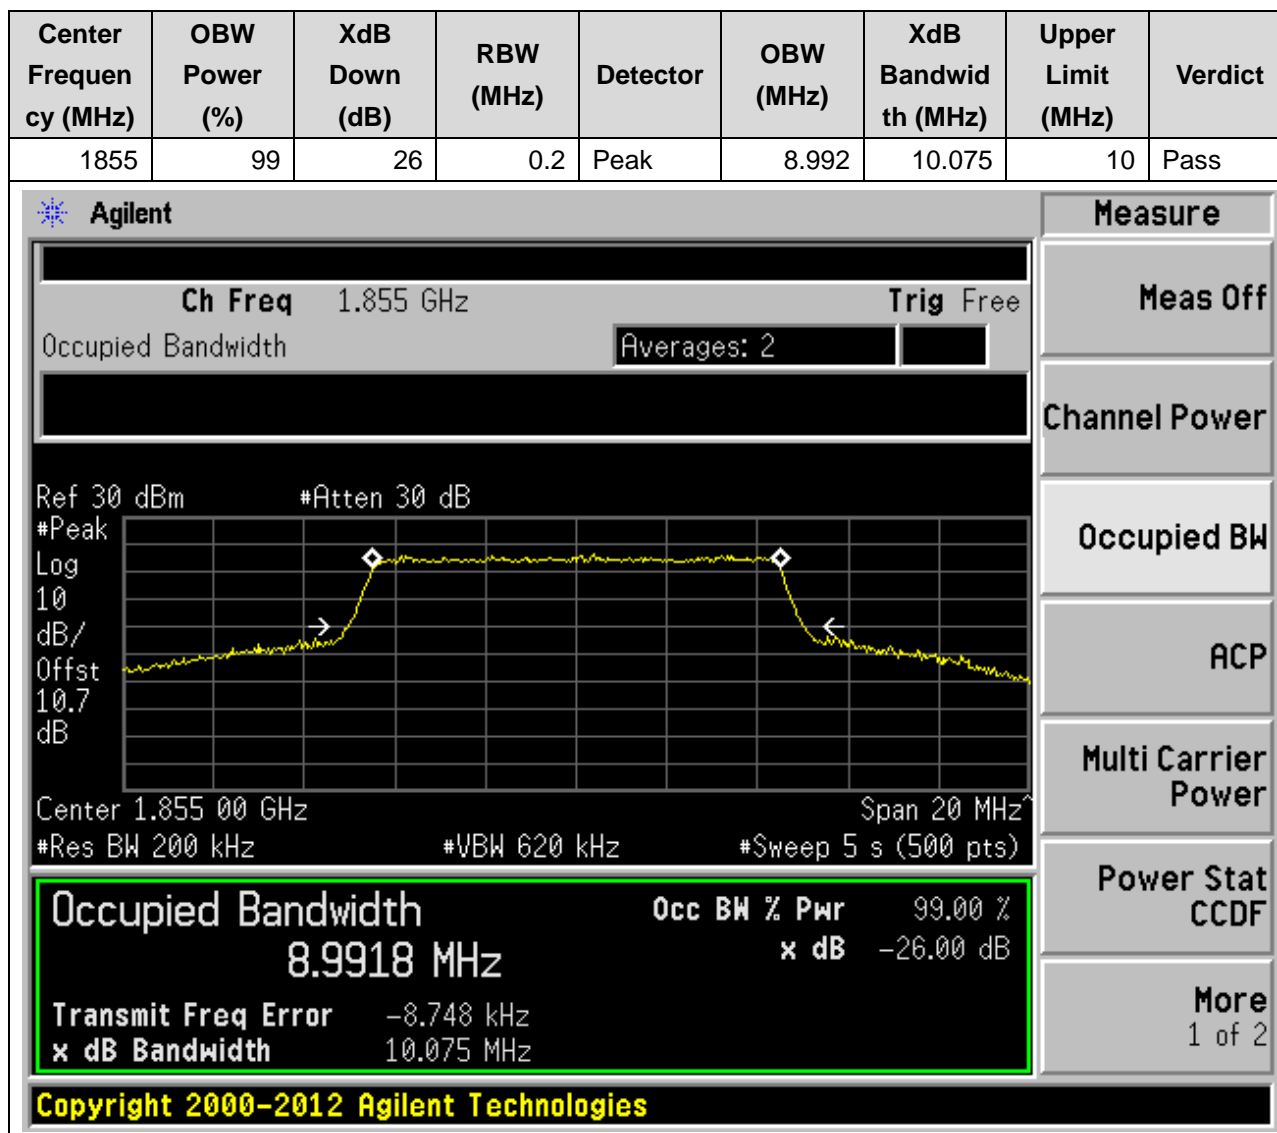 Center Frequen cy (MHz) OBW Power (%) XdB Down (dB) RBW (MHz) Detector OBW (MHz) XdB Bandwid th (MHz) Upper Limit (MHz) Verdict
1855 99 26 0.2 Peak 8.992 10.075 10 Pass
Agilent
Measure
Ch Freq 1.855 GHz Trig Free
Occupied Bandwidth Averages: 2
Meas Off
Channel Power
Occupied BW
ACP
Multi Carrier
Power
Power Stat
CCDF
More
1 of 2
Ref 30 dBm #Atten 30 dB
#Peak
Log
10
dB/
Offst
10.7
dB
Center 1.855 00 GHz Span 20 MHz^
#Res BW 200 kHz #VBW 620 kHz #Sweep 5 s (500 pts)
Occupied Bandwidth Occ BW % Pwr 99.00 %
8.9918 MHz x dB -26.00 dB
Transmit Freq Error -8.748 kHz
x dB Bandwidth 10.075 MHz
Copyright 2000-2012 Agilent Technologies